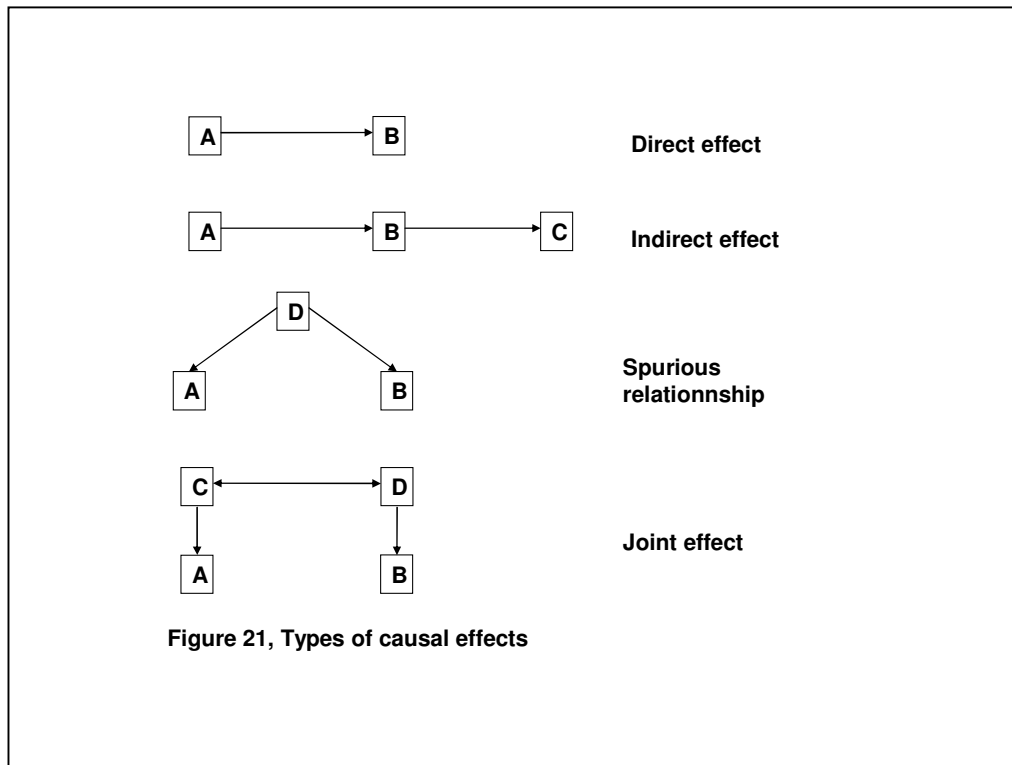 A B
Direct effect
A B C
Indirect effect
D
A B
Spurious
relationnship
C D
A B
Joint effect
Figure 21, Types of causal effects